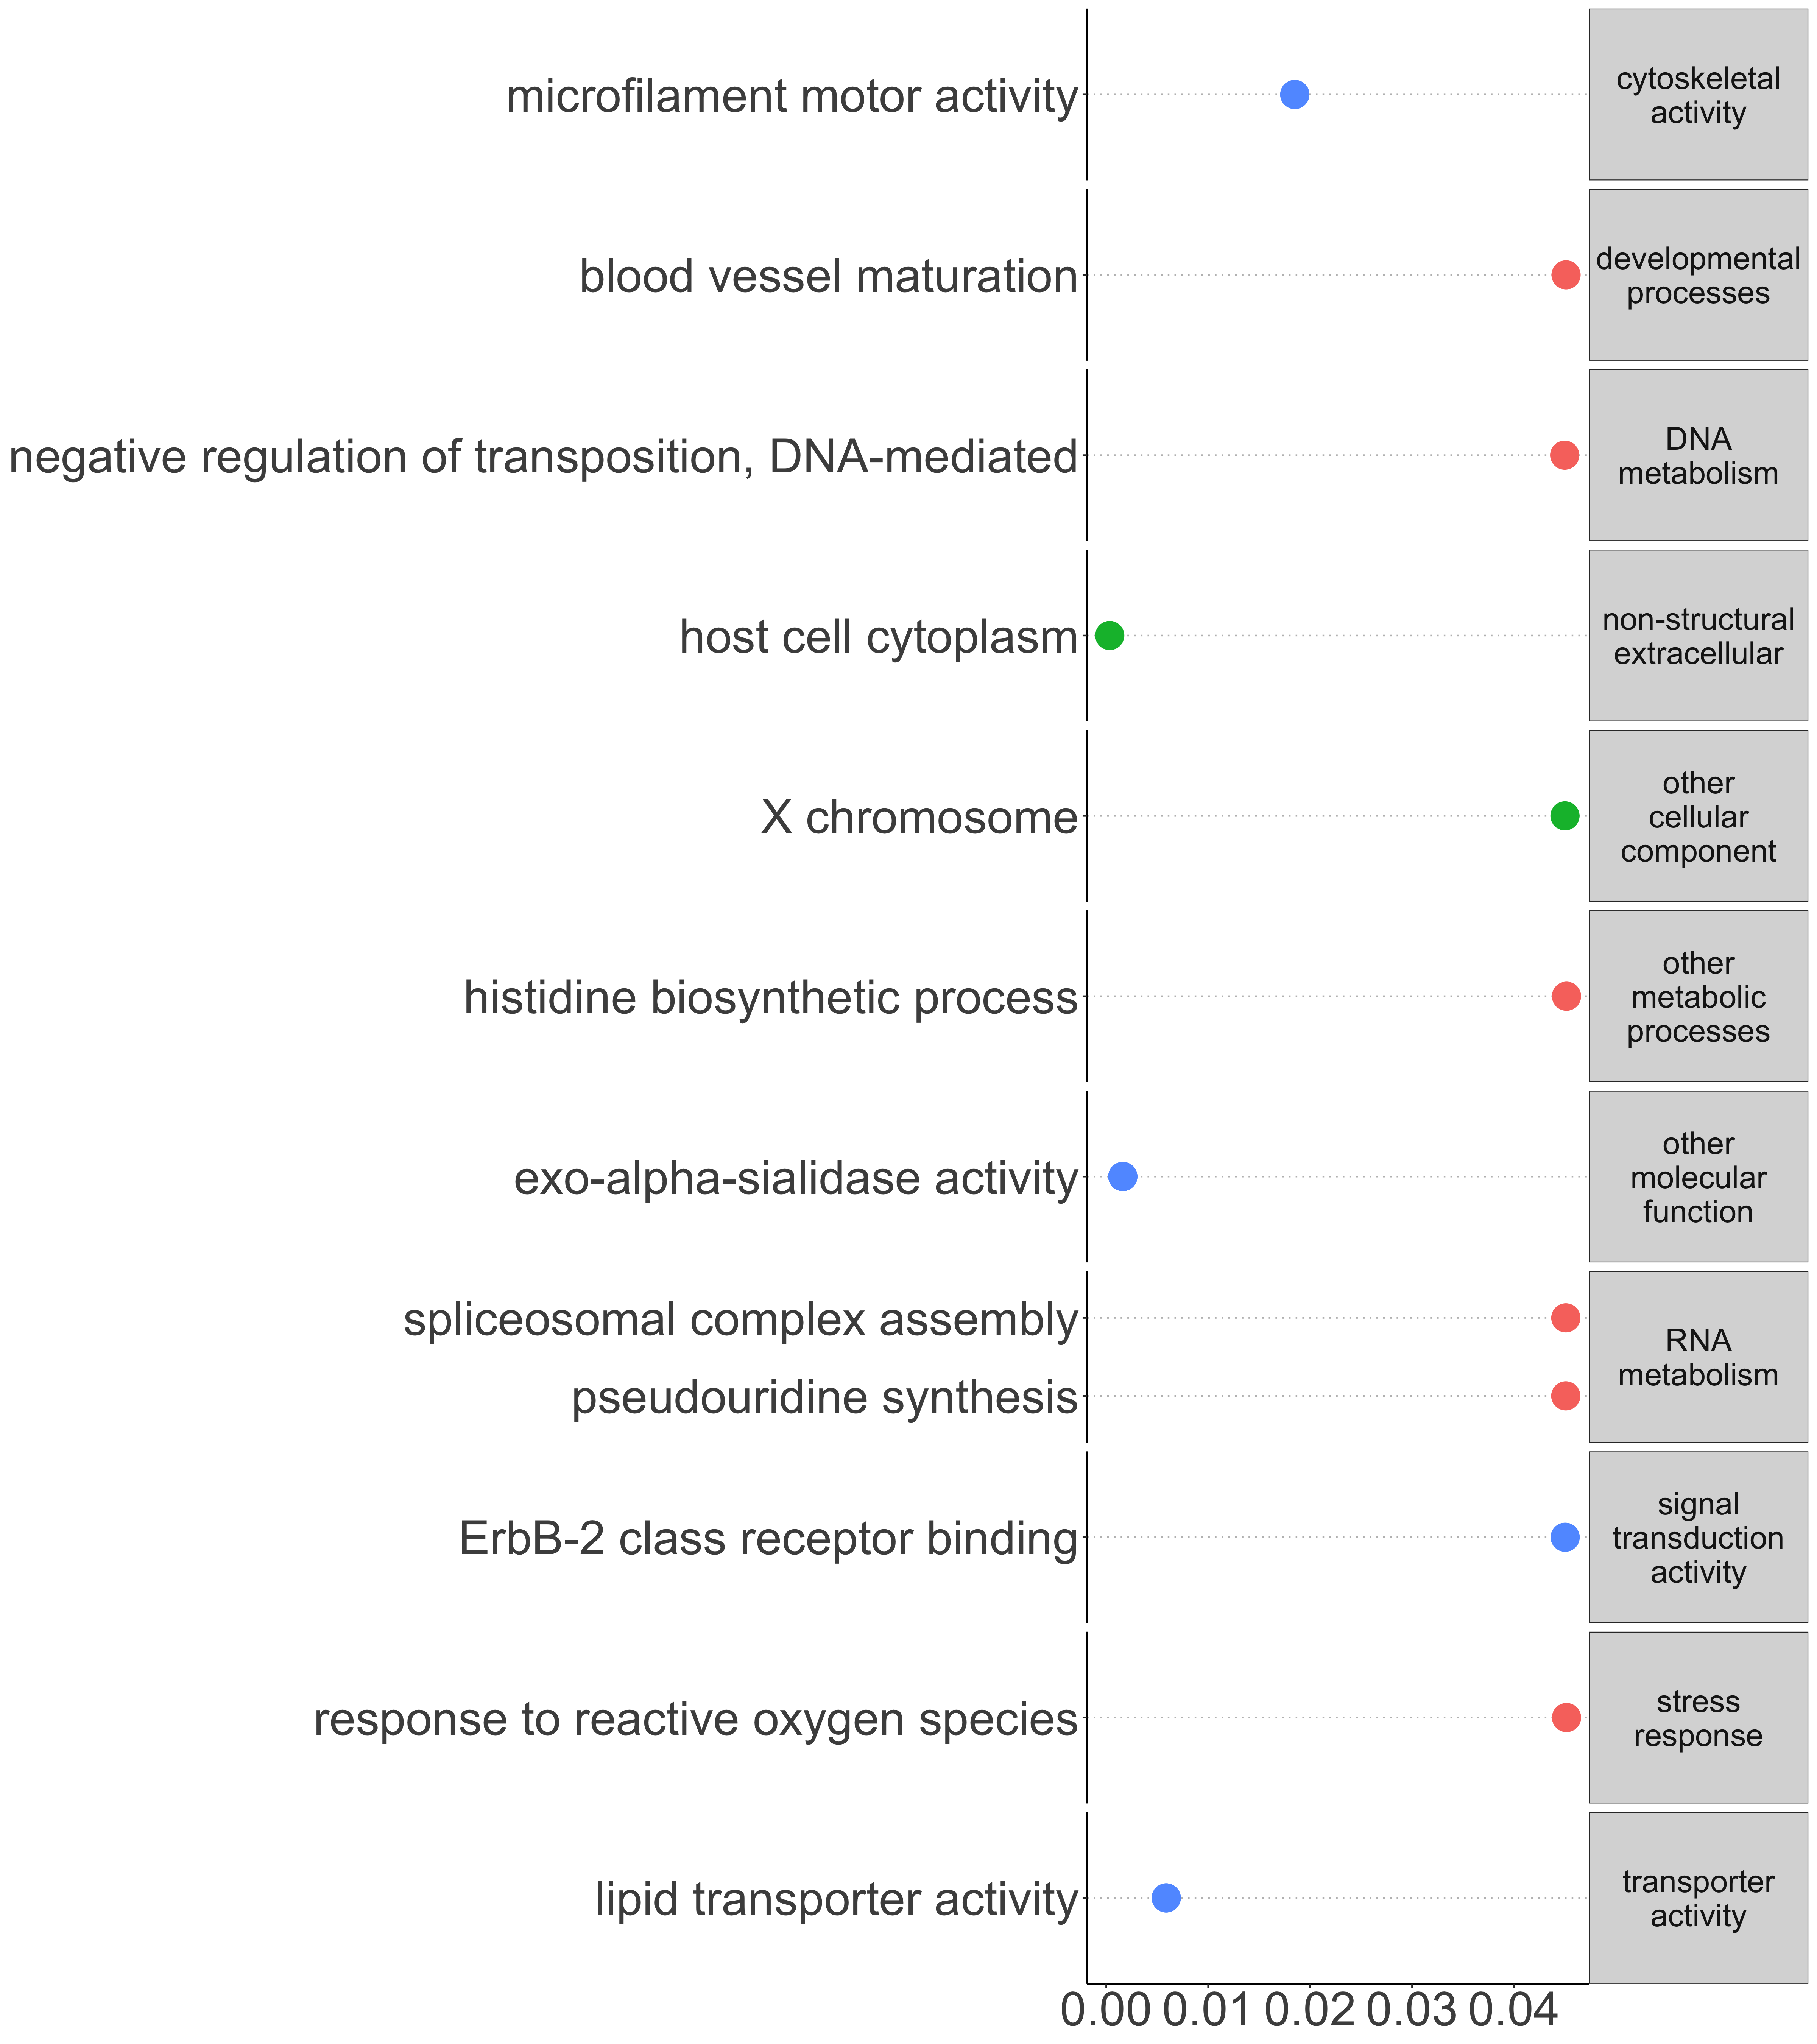 microfilament motor activity
cytoskeletal
activity
blood vessel maturation
developmental
processes
negative regulation of transposition, DNA-mediated
DNA
metabolism
host cell cytoplasm
non-structural
extracellular
X chromosome
other
cellular
component
histidine biosynthetic process
other
metabolic
processes
exo-alpha-sialidase activity
other
molecular
function
spliceosomal complex assembly
pseudouridine synthesis
RNA
metabolism
ErbB-2 class receptor binding
signal
transduction
activity
response to reactive oxygen species
stress
response
lipid transporter activity
transporter
activity
0.00 0.01 0.02 0.03 0.04